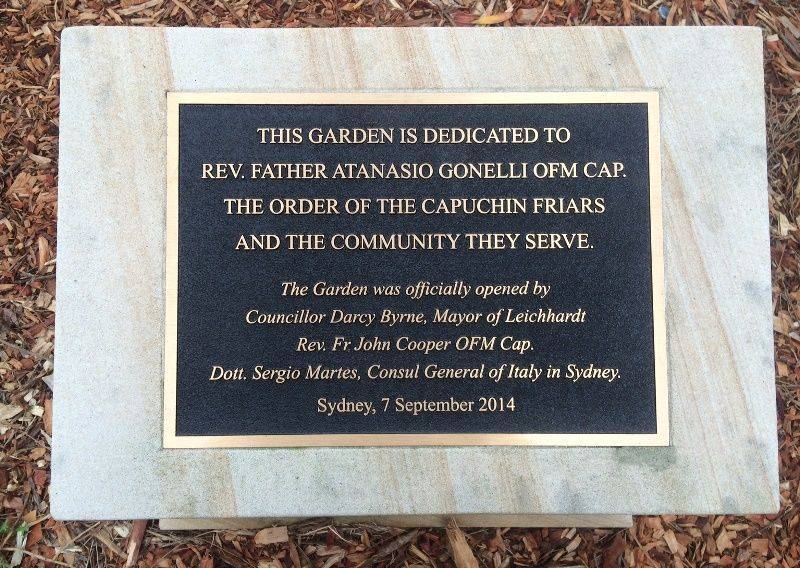 THIS GARDEN IS DEDICATED TO
REV. FATHER ATANASIO GONELLI OFM CAP.
THE ORDER OF THE CAPUCHIN FRIARS
AND THE COMMUNITY THEY SERVE.
The Garden was officially opened by
Councillor Darcy Byrne, Mayor of Leichhardt
Rev. Fr John Cooper OFM Cap.
Dott. Sergio Martes, Consul General of Italy in Sydney.
Sydney, 7 September 2014